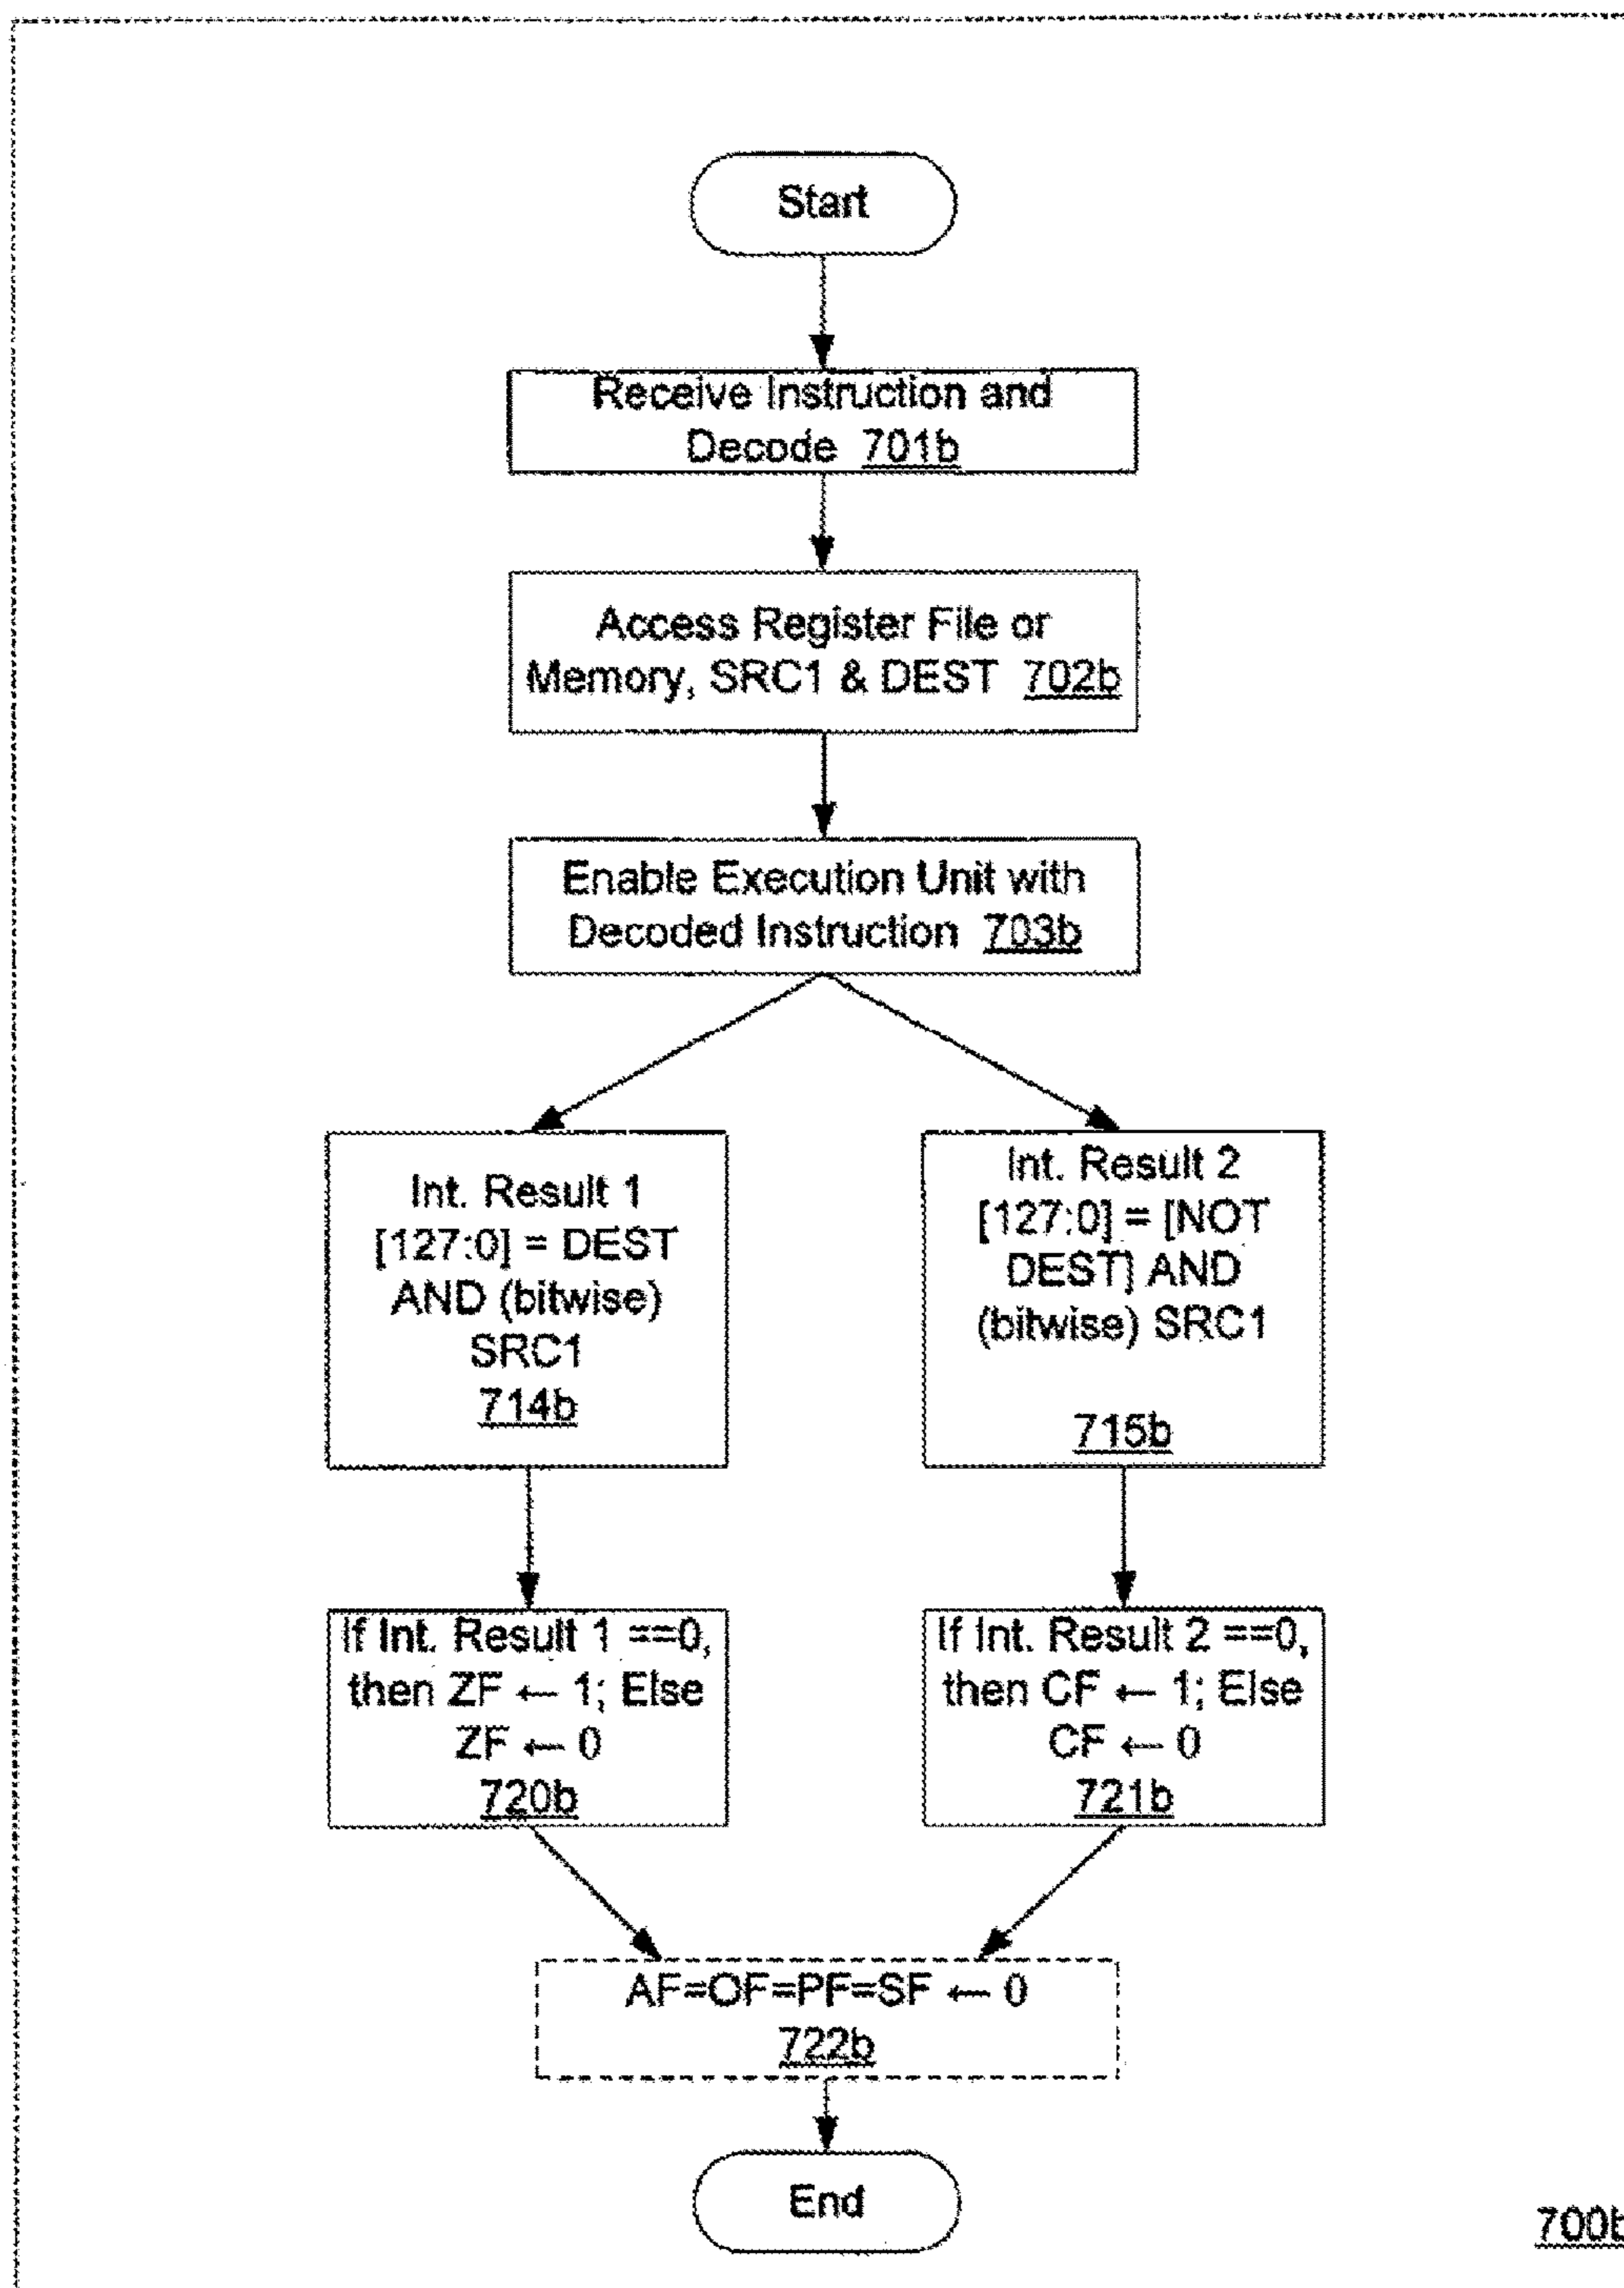 Start
Receive Instruction and
Decode 701b
Access Register File or
Memory, SRC1 & DEST 702b
Enable Execution Unit with
Decoded Instruction 703b
Int. Result 1
[127:0] = DEST
AND (bitwise)
SRC1
714b
Int. Result 2
[127:0] = [NOT
DEST] AND
(bitwise) SRC1
715b
If Int. Result 1 ==0,
then ZF ← 1; Else
ZF ← 0
720b
If Int. Result 2 ==0,
then CF ← 1; Else
CF ← 0
721b
AF=OF=PF=SF ← 0
722b
End
700b